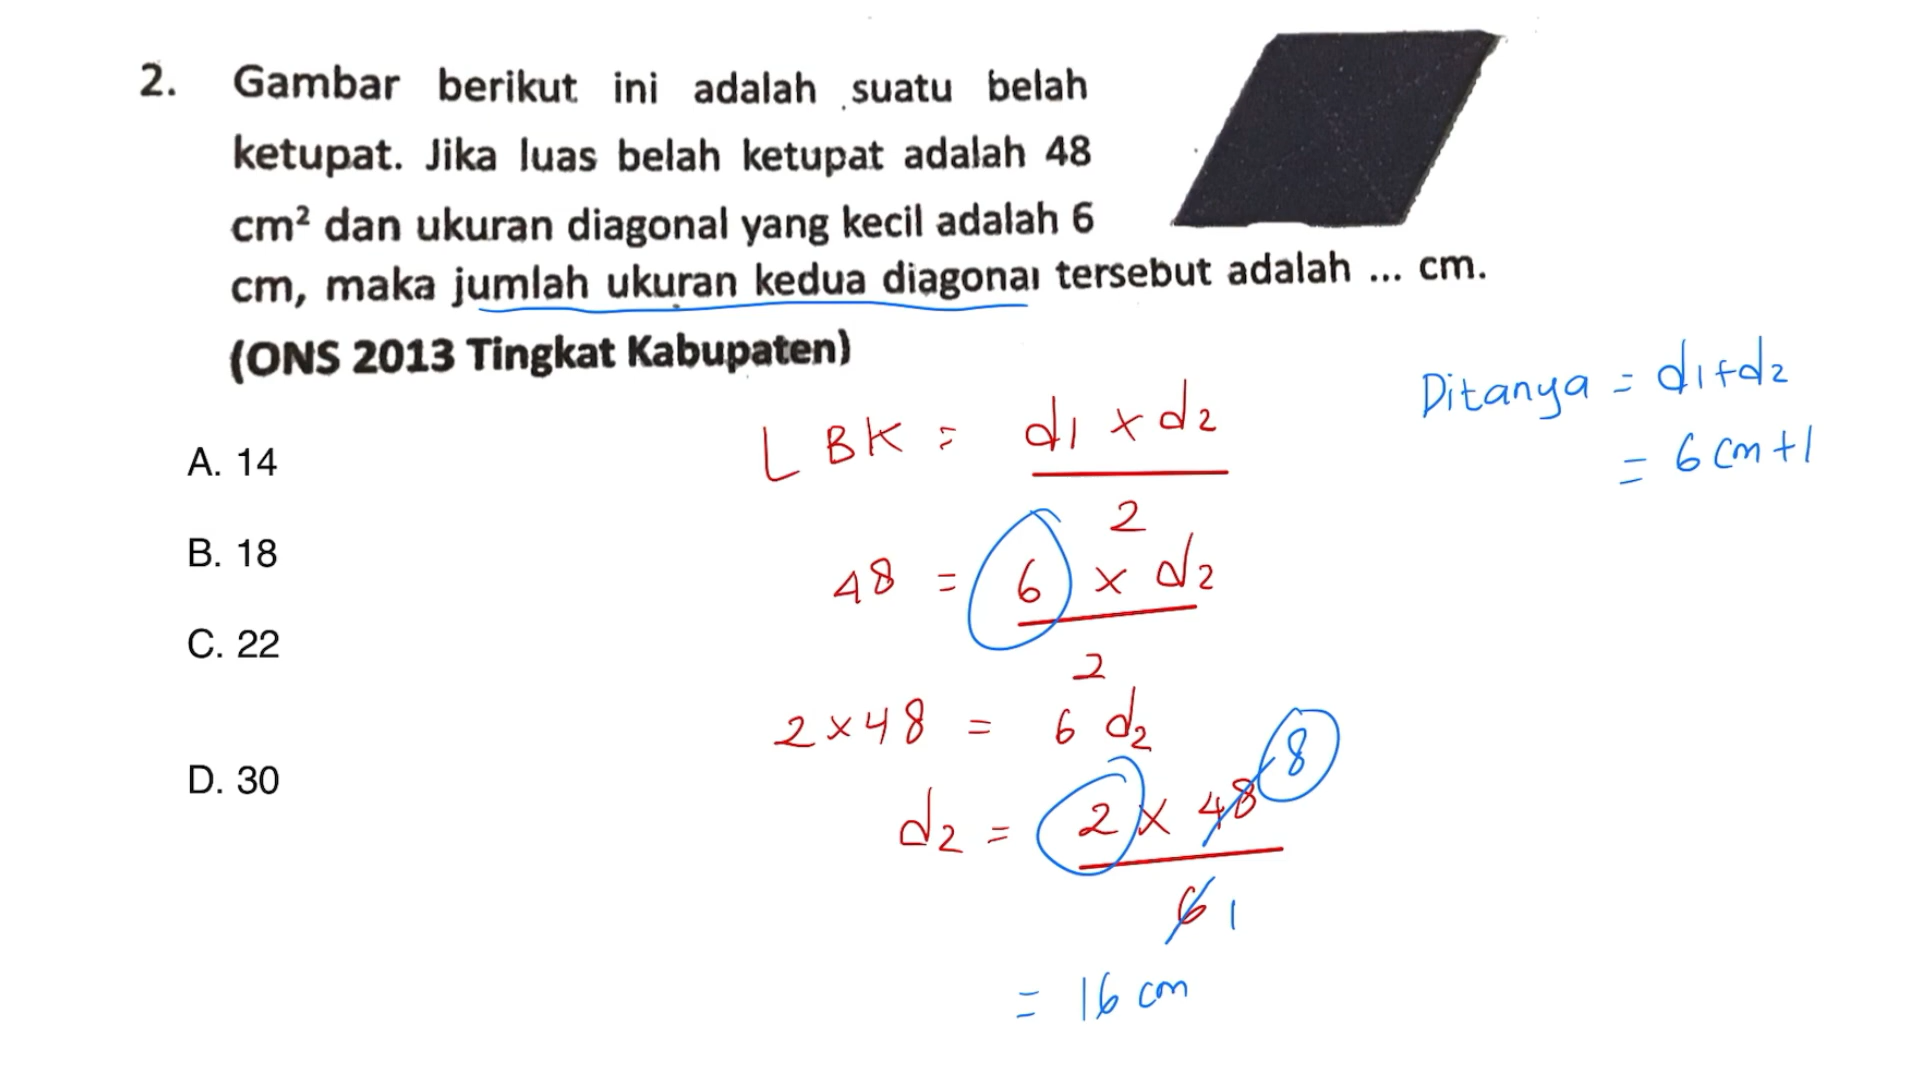 2. Gambar berikut ini adalah suatu belah
ketupat. Jika luas belah ketupat adalah 48
cm² dan ukuran diagonal yang kecil adalah 6
cm, maka jumlah ukuran kedua diagonal tersebut adalah ... cm.
(ONS 2013 Tingkat Kabupaten)
A. 14
B. 18
C. 22
D. 30
L BK = d1 x d2
2
48 = 6 x d2
2
2 x 48 = 6 d2
d2 = 2 x 48 8
6 1
= 16 cm
Ditanya = d1+d2
= 6 cm + 1